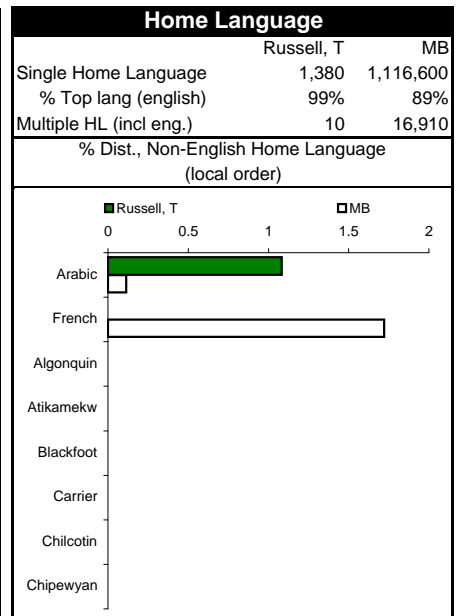 Home Language
Russell, T MB
Single Home Language 1,380 1,116,600
% Top lang (english) 99% 89%
Multiple HL (incl eng.) 10 16,910
% Dist., Non-English Home Language
(local order)
Russell, T MB
0 0.5 1 1.5 2
Arabic
French
Algonquin
Atikamekw
Blackfoot
Carrier
Chilcotin
Chipewyan